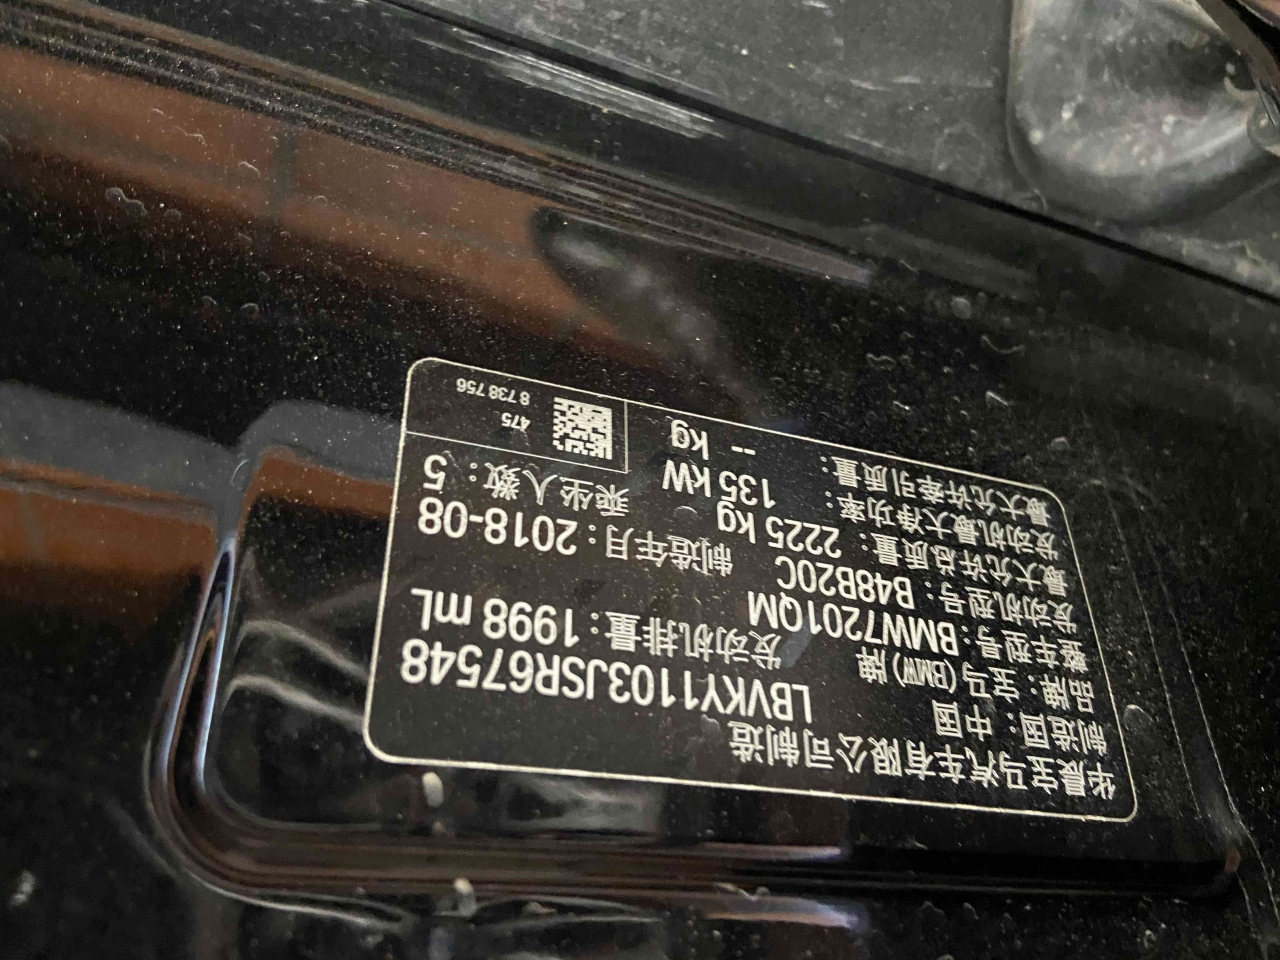 华晨宝马汽车有限公司制造
制造国：中国 LBVKY1103JSR67548
品牌：宝马(BMW)牌 发动机排量：1998 mL
整车型号：BMW7201QM
发动机型号：B48B20C 制造年月：2018-08
最大允许总质量：2225 kg 乘坐人数：5
发动机最大净功率：135 kW
最大允许牵引质量：-- kg
475
8 738 756